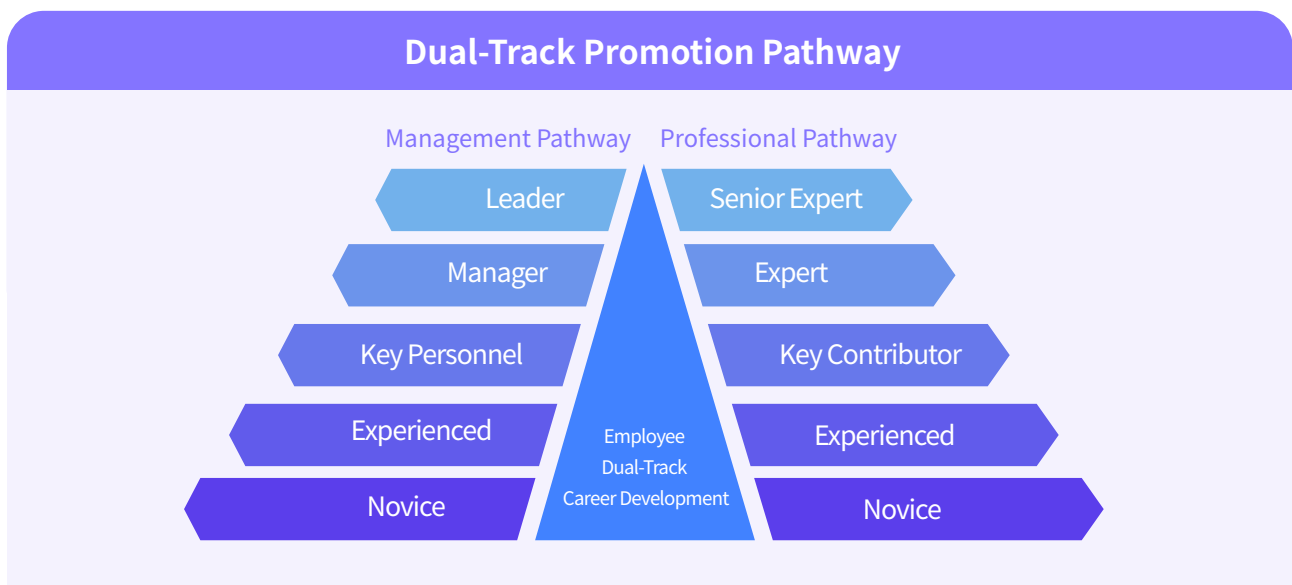 Dual-Track Promotion Pathway
Management Pathway Professional Pathway
Leader Senior Expert
Manager Expert
Key Personnel Key Contributor
Experienced Experienced
Employee
Dual-Track
Career Development
Novice Novice